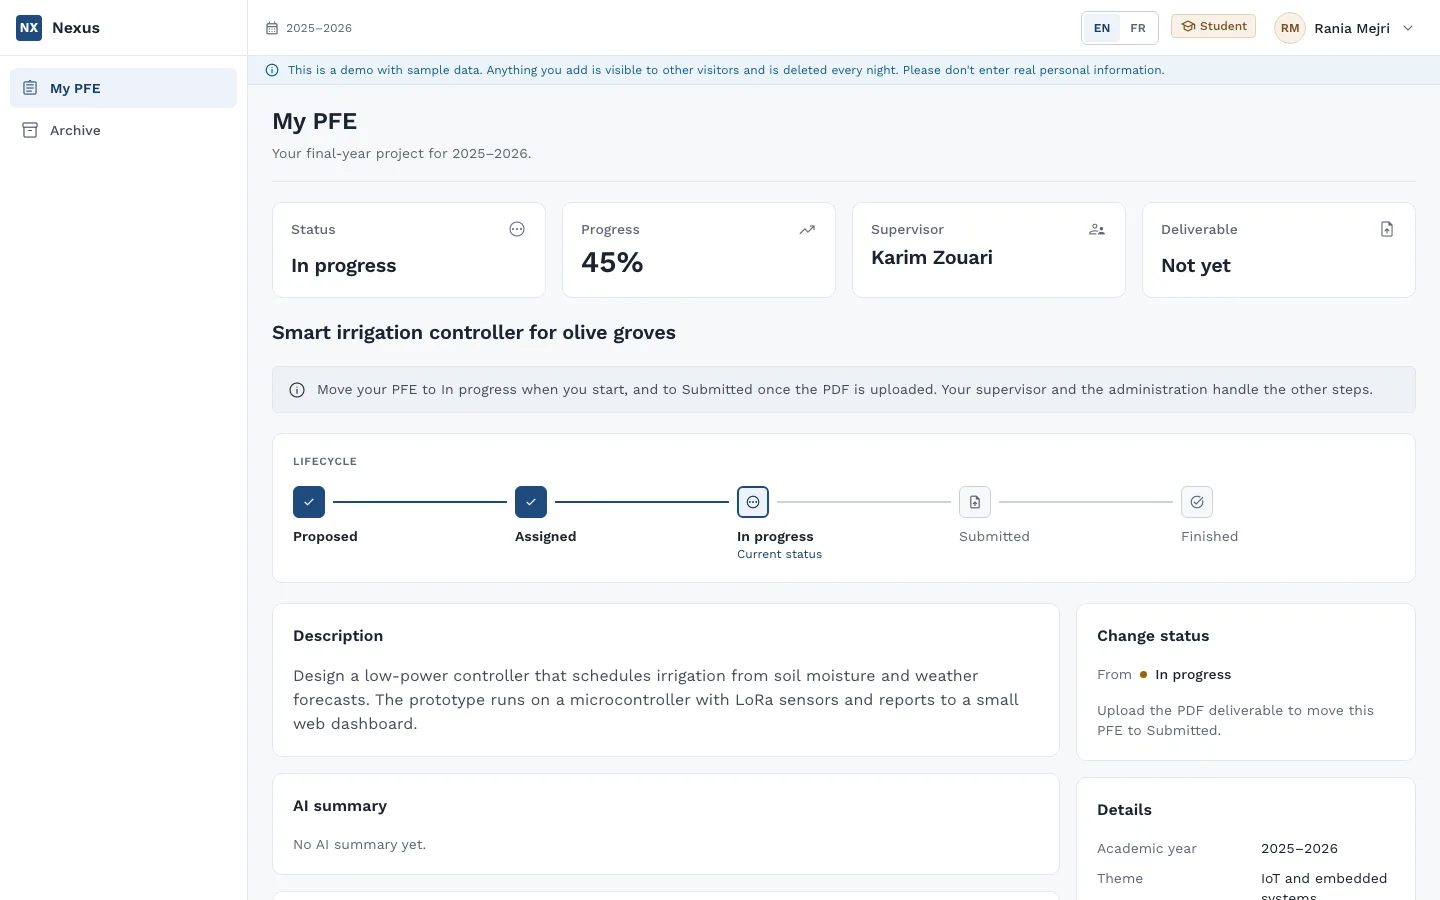 NX Nexus
2025–2026
EN FR
Student
RM Rania Mejri
My PFE
Archive
This is a demo with sample data. Anything you add is visible to other visitors and is deleted every night. Please don't enter real personal information.
My PFE
Your final-year project for 2025–2026.
Status
In progress
Progress
45%
Supervisor
Karim Zouari
Deliverable
Not yet
Smart irrigation controller for olive groves
Move your PFE to In progress when you start, and to Submitted once the PDF is uploaded. Your supervisor and the administration handle the other steps.
LIFECYCLE
Proposed
Assigned
In progress
Current status
Submitted
Finished
Description
Design a low-power controller that schedules irrigation from soil moisture and weather
forecasts. The prototype runs on a microcontroller with LoRa sensors and reports to a small
web dashboard.
Change status
From In progress
Upload the PDF deliverable to move this
PFE to Submitted.
AI summary
No AI summary yet.
Details
Academic year 2025–2026
Theme IoT and embedded
systems